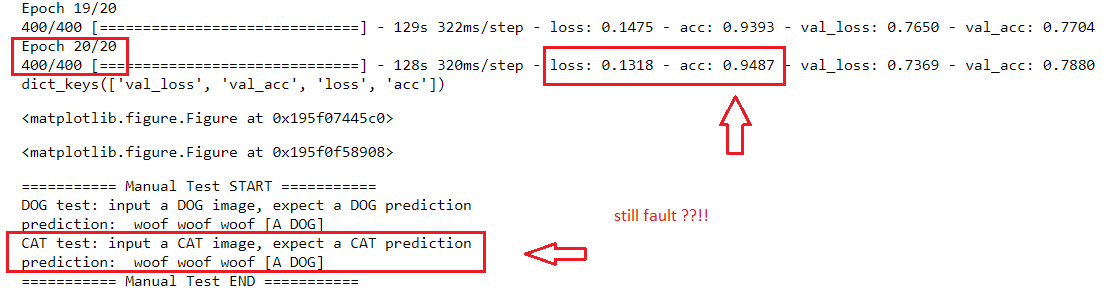 Epoch 19/20
400/400 [==============================] - 129s 322ms/step - loss: 0.1475 - acc: 0.9393 - val_loss: 0.7650 - val_acc: 0.7704
Epoch 20/20
400/400 [==============================] - 128s 320ms/step - loss: 0.1318 - acc: 0.9487 - val_loss: 0.7369 - val_acc: 0.7880
dict_keys(['val_loss', 'val_acc', 'loss', 'acc'])
<matplotlib.figure.Figure at 0x195f07445c0>
<matplotlib.figure.Figure at 0x195f0f58908>
=========== Manual Test START ===========
DOG test: input a DOG image, expect a DOG prediction
prediction:  woof woof woof [A DOG]
still fault ??!!
CAT test: input a CAT image, expect a CAT prediction
prediction:  woof woof woof [A DOG]
=========== Manual Test END ===========